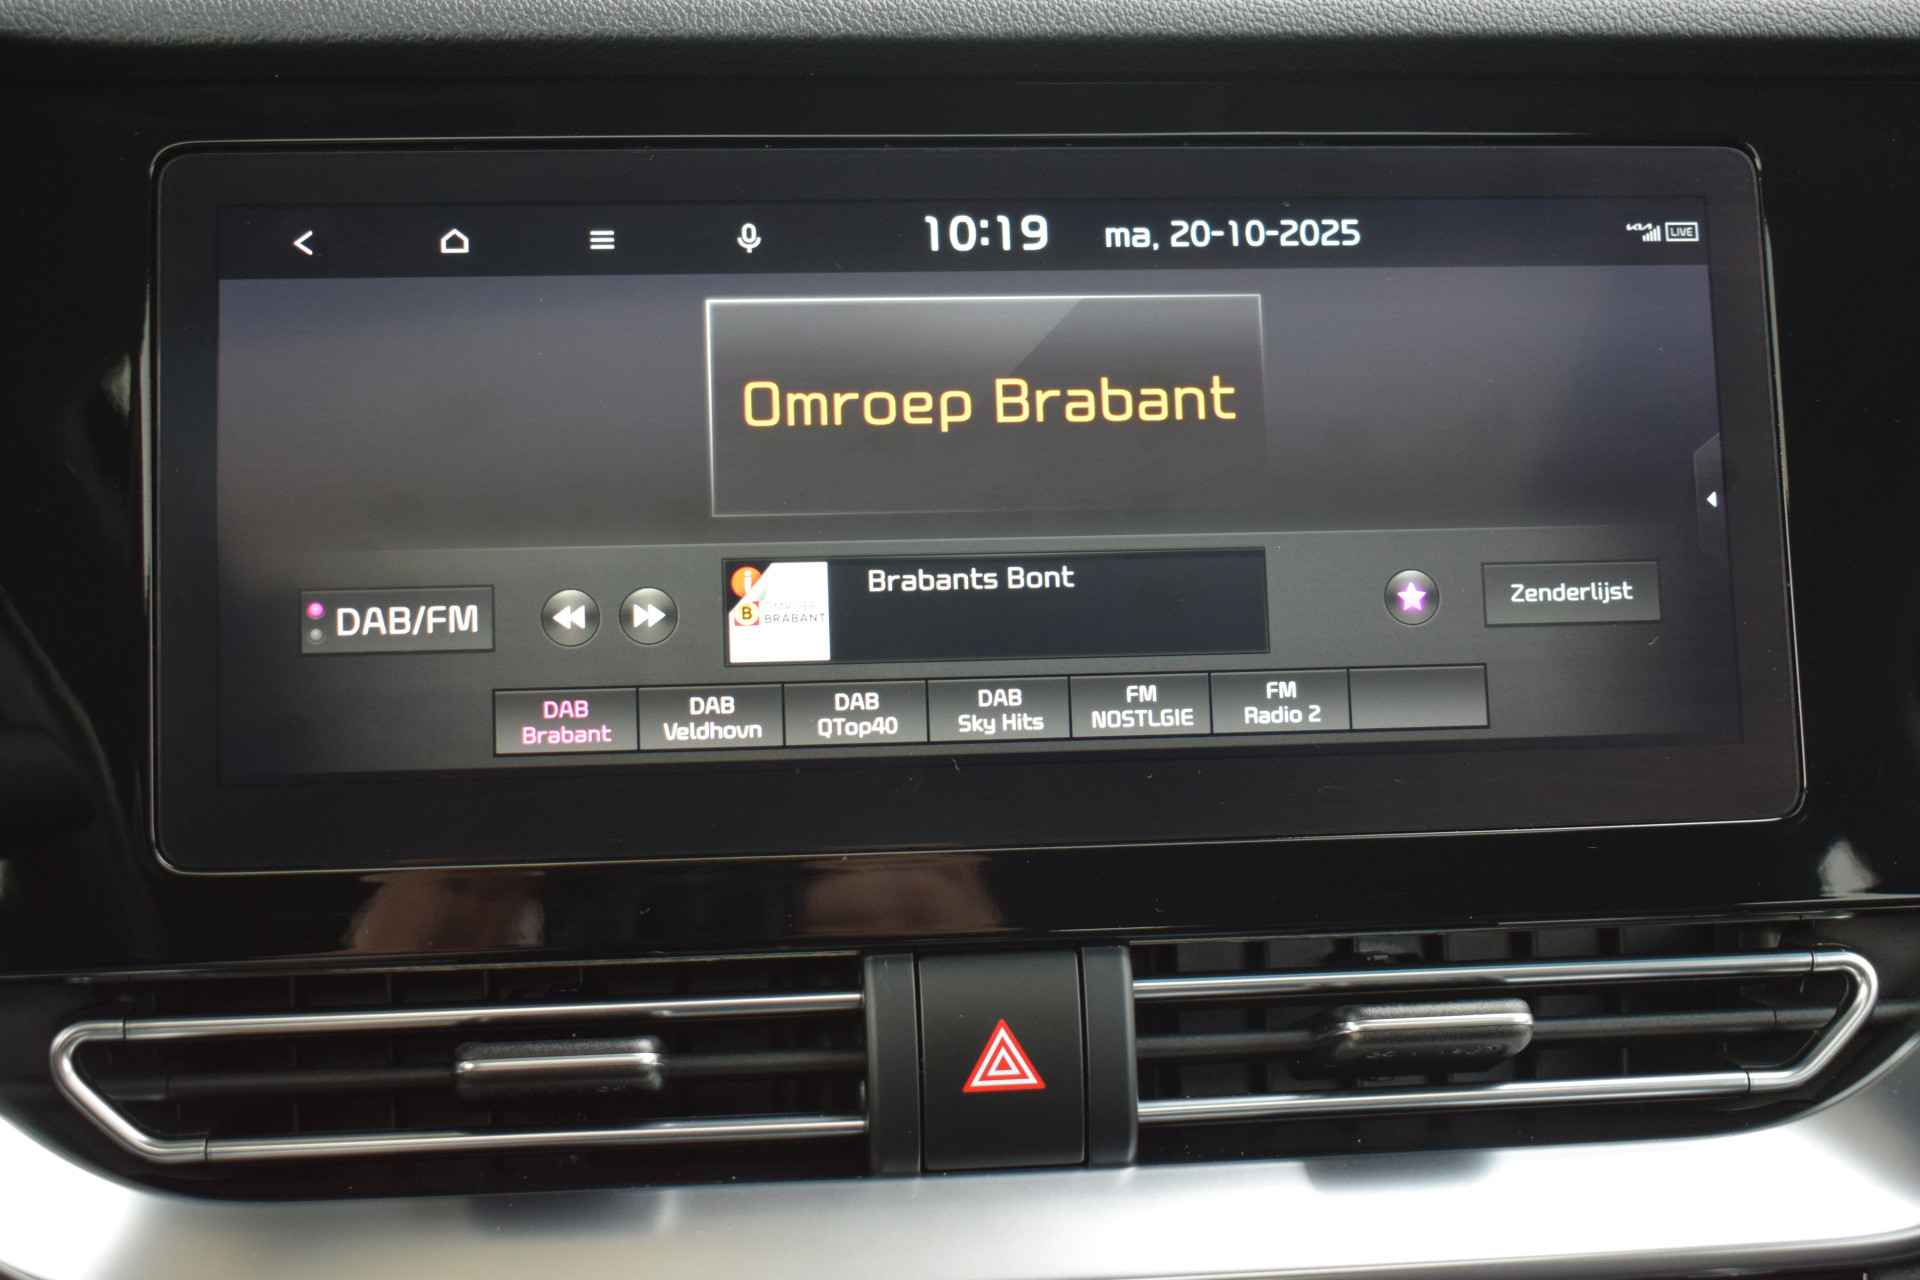 10:19 ma, 20-10-2025 LIVE
Omroep Brabant
DAB/FM
Brabants Bont
Zenderlijst
i
B OMROEP
BRABANT
DAB
Brabant
DAB
Veldhovn
DAB
QTop40
DAB
Sky Hits
FM
NOSTLGIE
FM
Radio 2